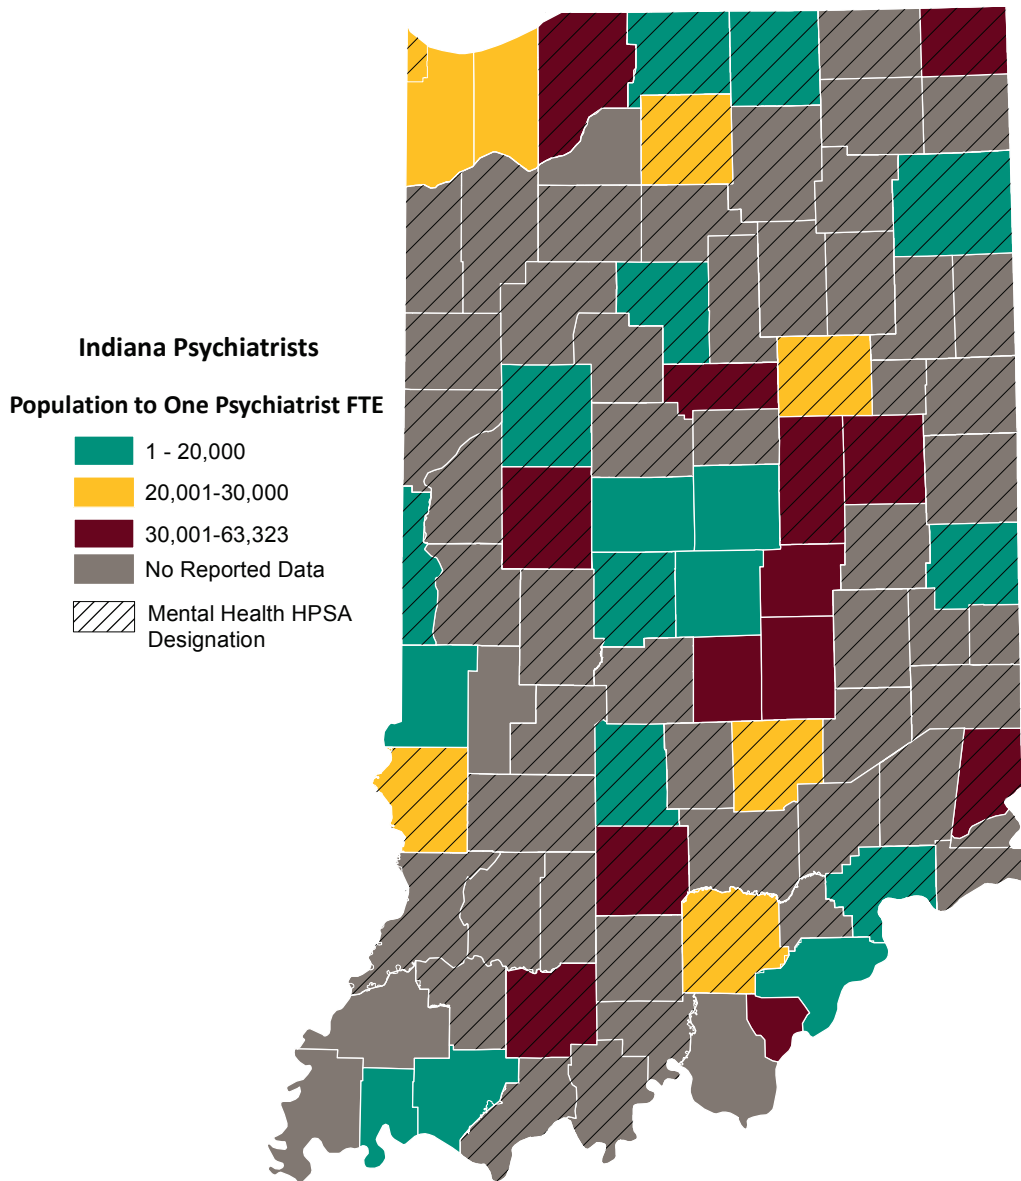 Indiana Psychiatrists
Population to One Psychiatrist FTE
1 - 20,000
20,001-30,000
30,001-63,323
No Reported Data
Mental Health HPSA
Designation